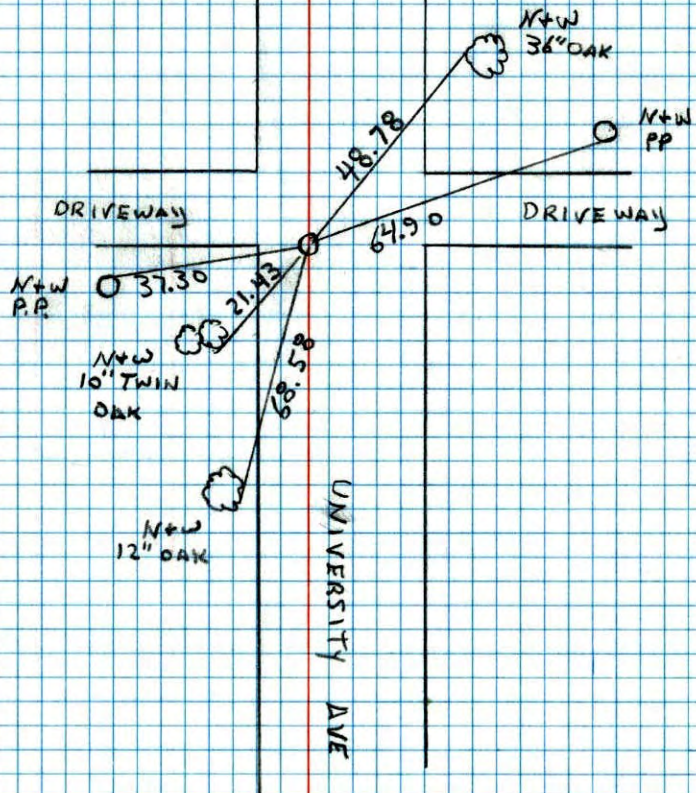 N+W
36" OAK
N+W
PP
48.78
DRIVEWAY
64.90
DRIVEWAY
N+W
P.P.
37.30
21.43
N+W
10" TWIN
OAK
68.58
N+W
12" OAK
UNIVERSITY AVE